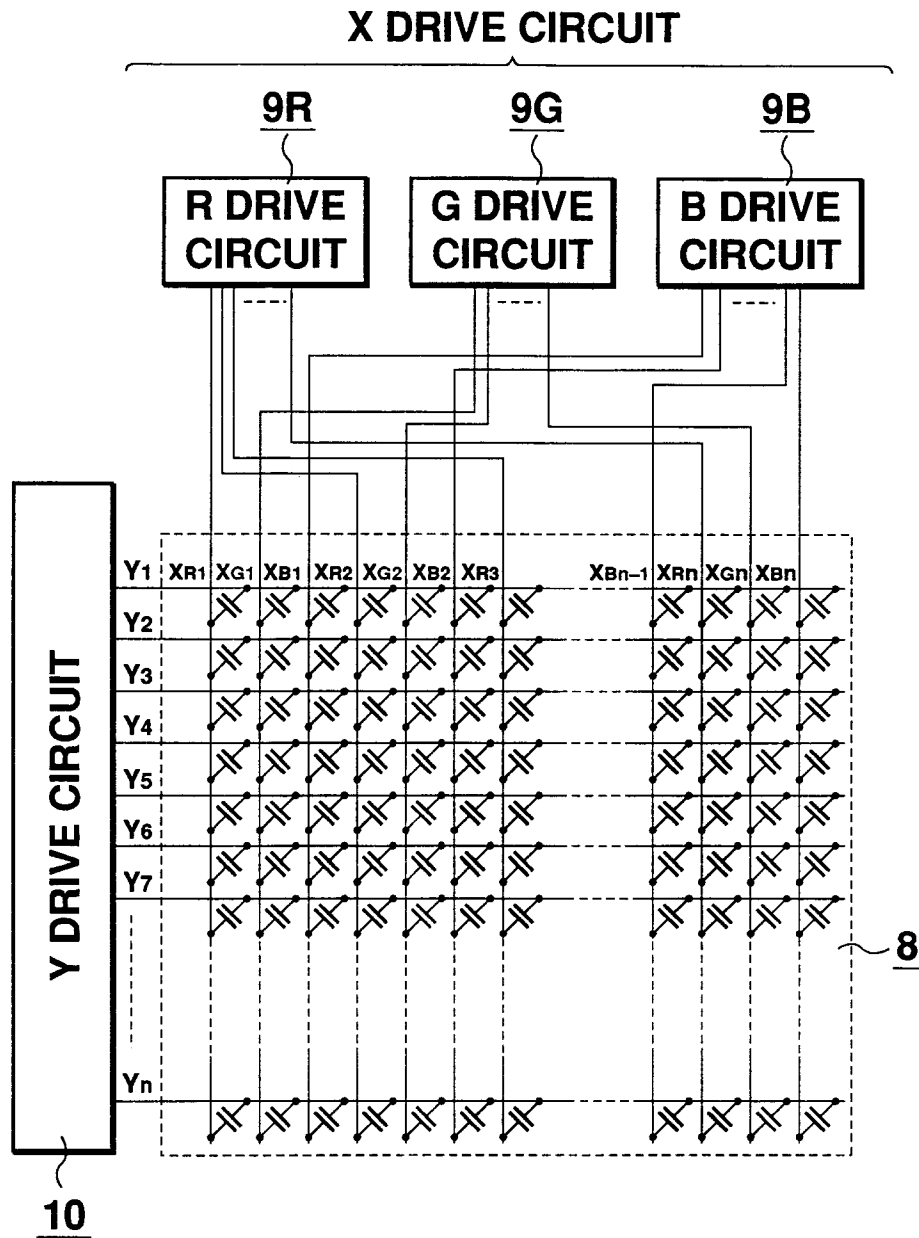 X DRIVE CIRCUIT
9R 9G 9B
R DRIVE
CIRCUIT
G DRIVE
CIRCUIT
B DRIVE
CIRCUIT
Y DRIVE CIRCUIT
Y1 XR1 XG1 XB1 XR2 XG2 XB2 XR3 XBn-1 XRn XGn XBn
Y2
Y3
Y4
Y5
Y6
Y7
Yn
8
10